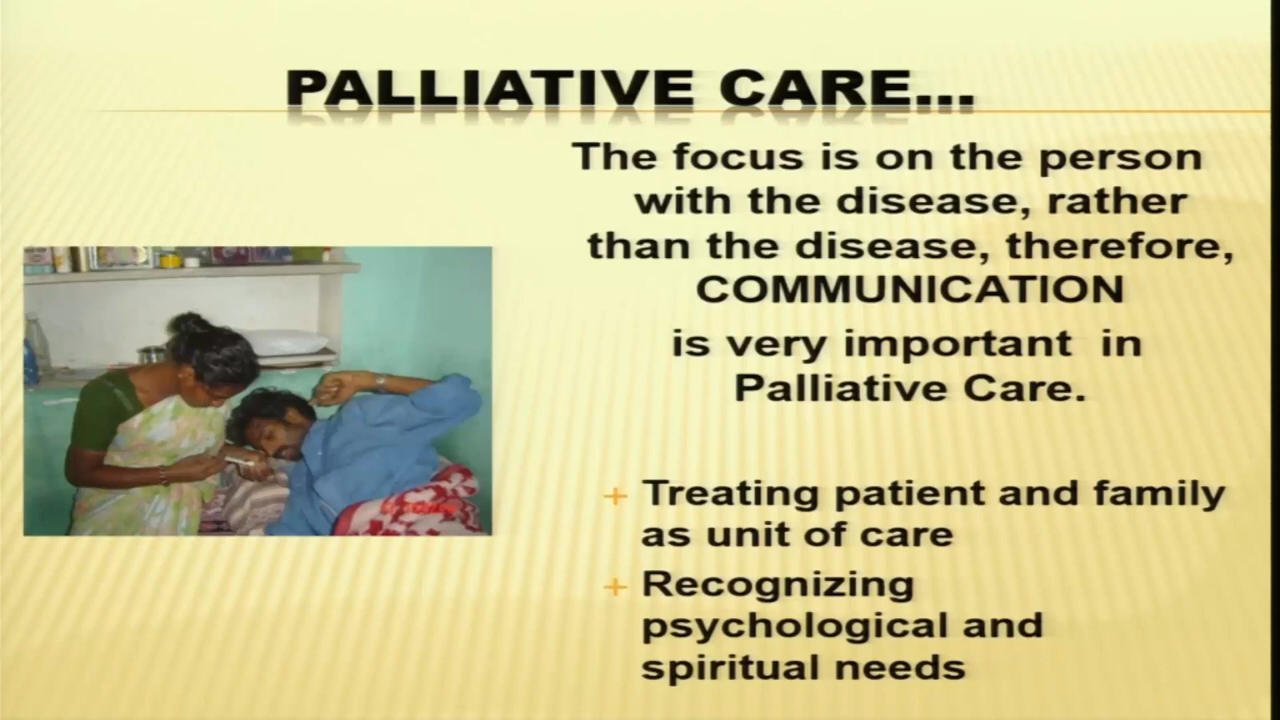 PALLIATIVE CARE...
The focus is on the person
with the disease, rather
than the disease, therefore,
COMMUNICATION
is very important in
Palliative Care.
+ Treating patient and family
as unit of care
+ Recognizing
psychological and
spiritual needs